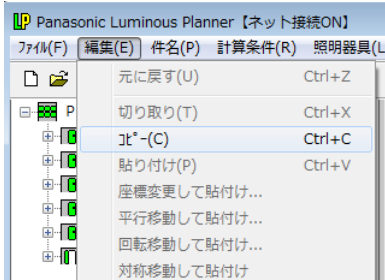 Panasonic Luminous Planner【ネット接続ON】
ﾌｧｲﾙ(F) 編集(E) 件名(P) 計算条件(R) 照明器具(L
元に戻す(U) Ctrl+Z
P
切り取り(T) Ctrl+X
ｺﾋﾟｰ(C) Ctrl+C
貼り付け(P) Ctrl+V
座標変更して貼付け...
平行移動して貼付け...
回転移動して貼付け...
対称移動して貼付け